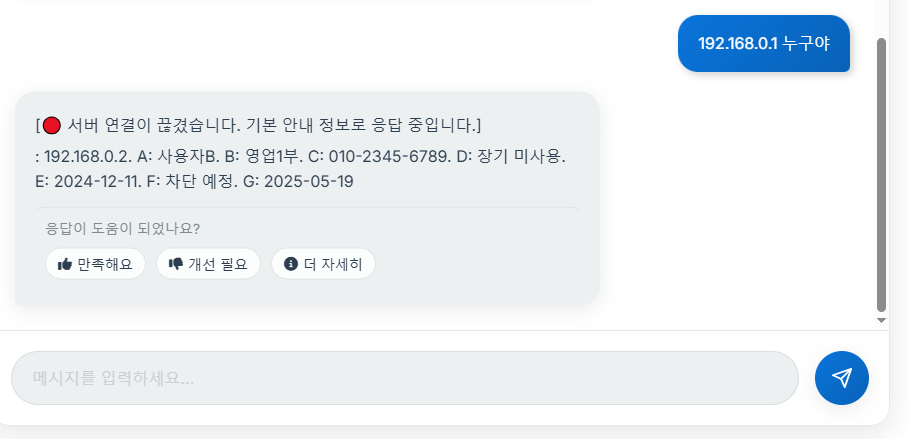 192.168.0.1 누구야
[🔴 서버 연결이 끊겼습니다. 기본 안내 정보로 응답 중입니다.]
: 192.168.0.2. A: 사용자B. B: 영업1부. C: 010-2345-6789. D: 장기 미사용.
E: 2024-12-11. F: 차단 예정. G: 2025-05-19
응답이 도움이 되었나요?
만족해요 개선 필요 더 자세히
메시지를 입력하세요...